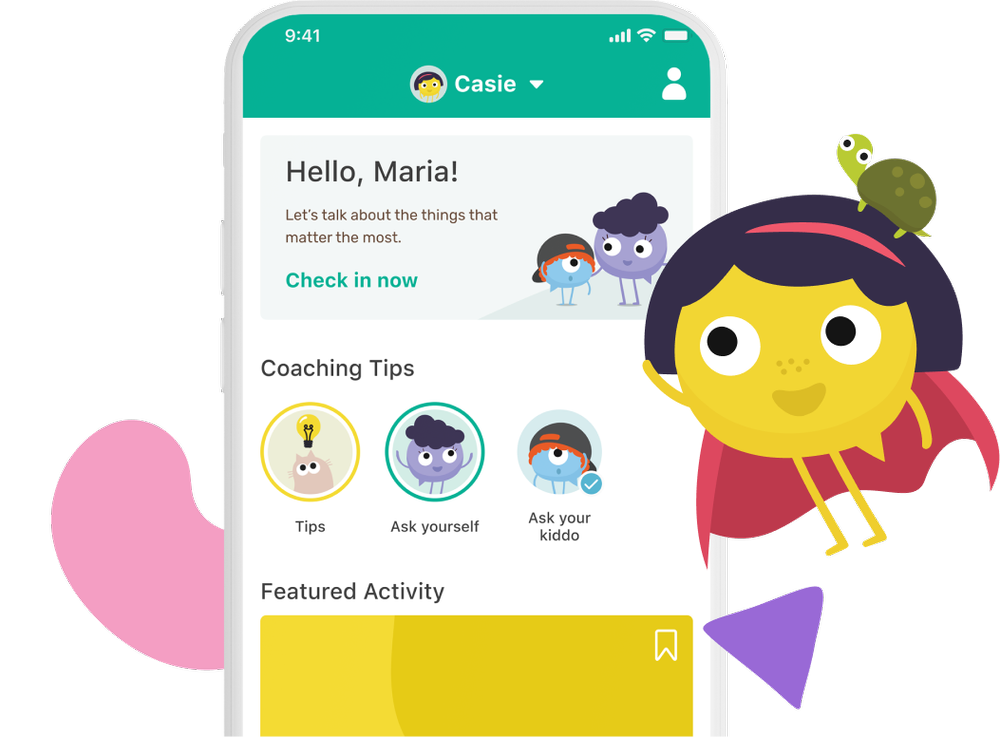 9:41
Casie
Hello, Maria!
Let's talk about the things that
matter the most.
Check in now
Coaching Tips
Tips
Ask yourself
Ask your
kiddo
Featured Activity